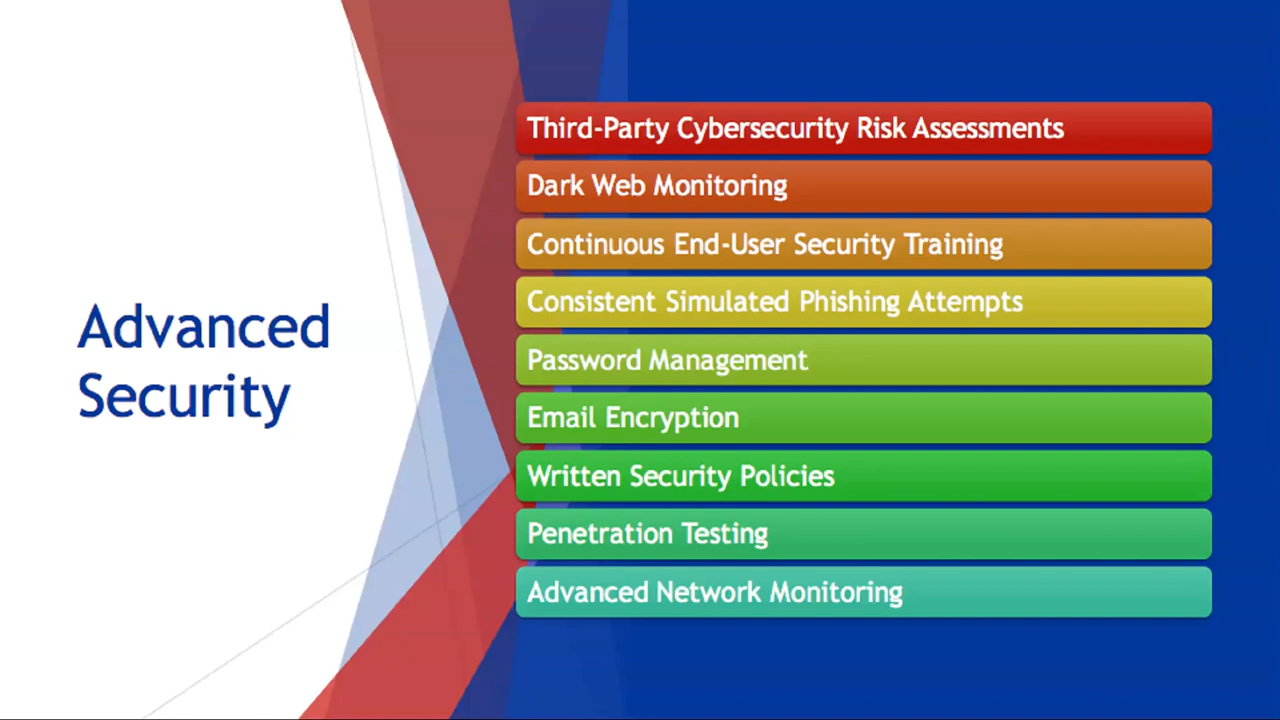 Advanced
Security
Third-Party Cybersecurity Risk Assessments
Dark Web Monitoring
Continuous End-User Security Training
Consistent Simulated Phishing Attempts
Password Management
Email Encryption
Written Security Policies
Penetration Testing
Advanced Network Monitoring